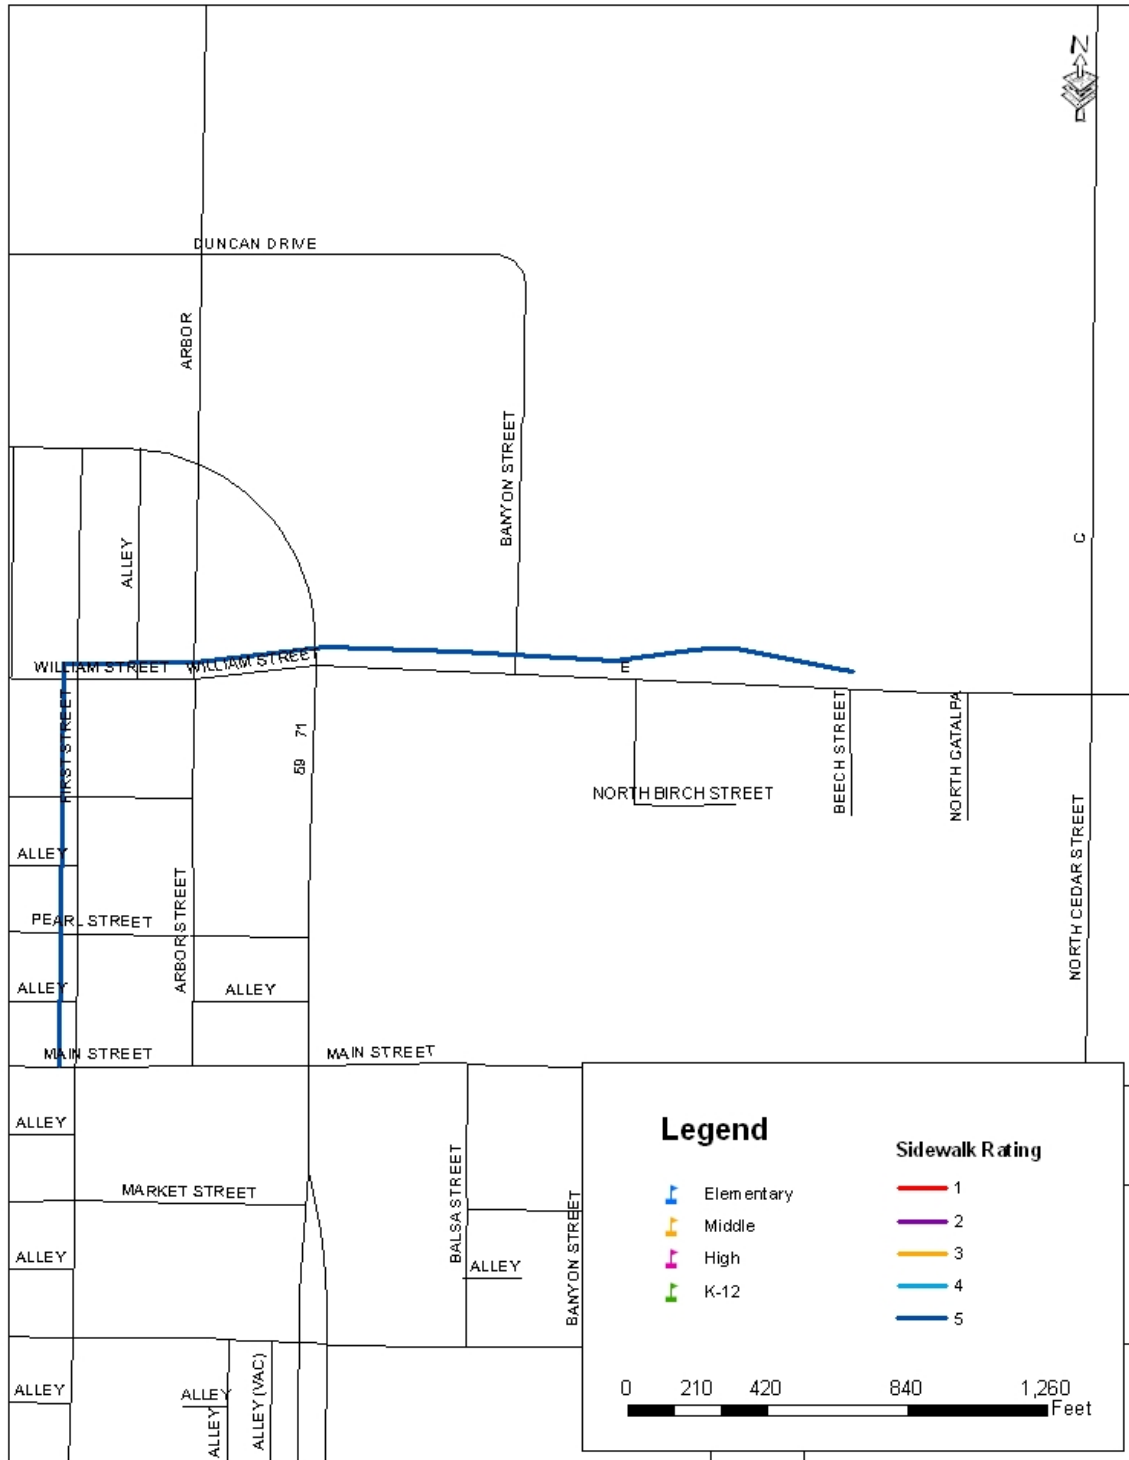 N
DUNCAN DRIVE
ARBOR
BANYON STREET
C
ALLEY
WILLIAM STREET
WILLIAM STREET
E
FIRST STREET
71
59
BEECH STREET
NORTH CATALPA
NORTH BIRCH STREET
NORTH CEDAR STREET
ALLEY
ARBOR STREET
PEARL STREET
ALLEY
ALLEY
MAIN STREET
MAIN STREET
ALLEY
MARKET STREET
BALSA STREET
BANYON STREET
ALLEY
ALLEY
ALLEY
ALLEY
ALLEY
ALLEY (VAC)
Legend
Elementary
Middle
High
K-12
Sidewalk Rating
1
2
3
4
5
0 210 420 840 1,260
Feet